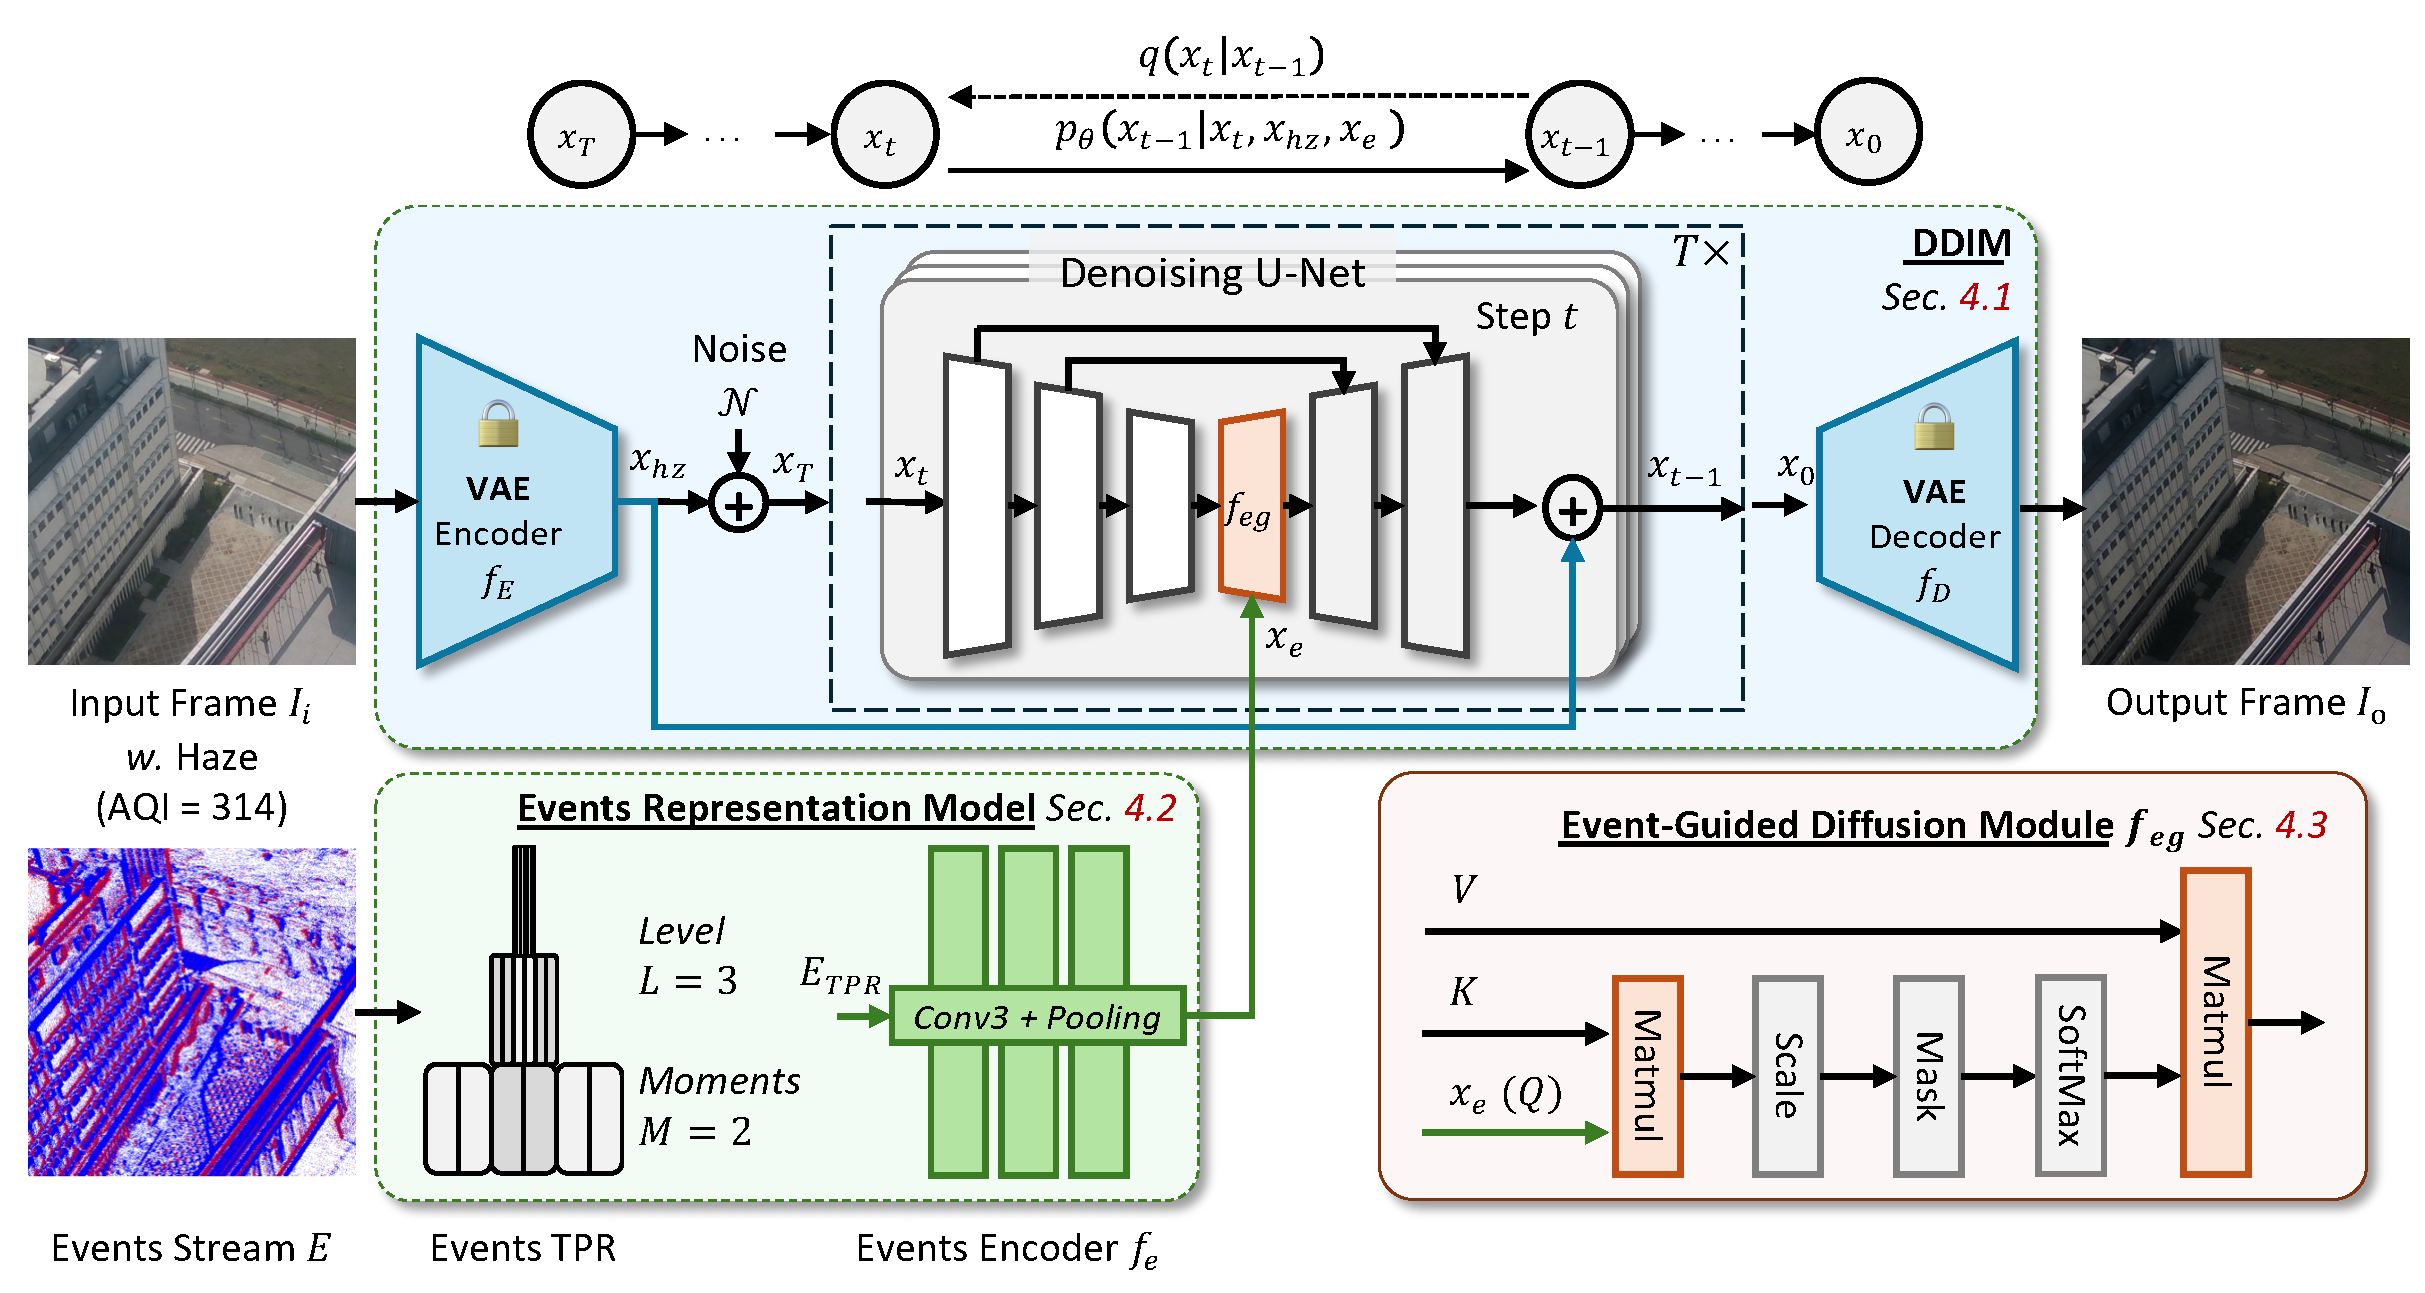 q(x_t|x_{t−1})
p_θ(x_{t−1}|x_t, x_{hz}, x_e )
x_T
...
x_t
x_{t−1}
...
x_0
DDIM
Sec. 4.1
T×
Denoising U-Net
Step t
Noise
𝒩
x_{hz}
x_T
x_t
f_{eg}
x_e
x_{t−1}
x_0
VAE
Encoder
f_E
VAE
Decoder
f_D
Input Frame I_i
w. Haze
(AQI = 314)
Output Frame I_o
Events Representation Model Sec. 4.2
Level
L = 3
Moments
M = 2
E_{TPR}
Conv3 + Pooling
Event-Guided Diffusion Module f_{eg} Sec. 4.3
V
K
x_e (Q)
Matmul
Scale
Mask
SoftMax
Matmul
Events Stream E
Events TPR
Events Encoder f_e